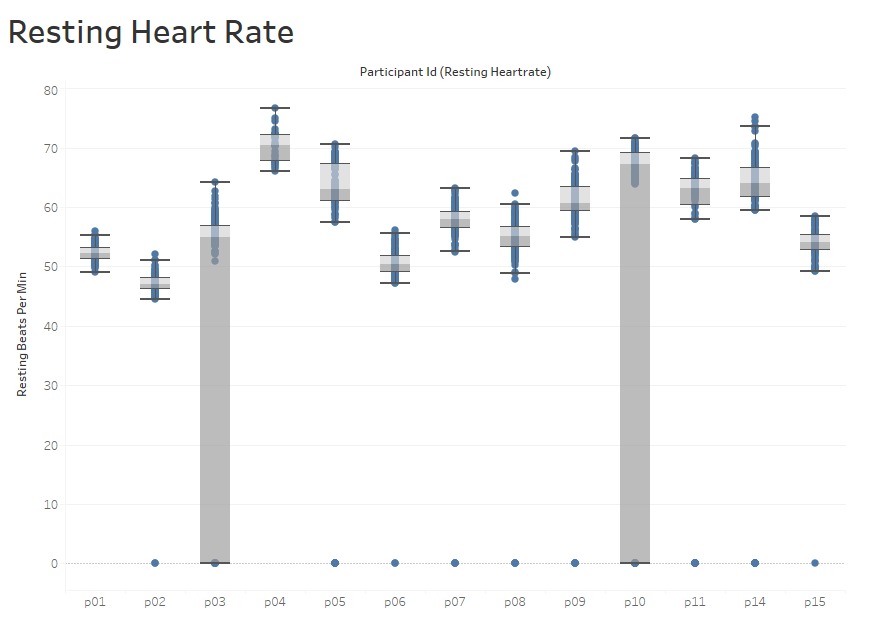 Resting Heart Rate
Participant Id (Resting Heartrate)
Resting Beats Per Min
80
70
60
50
40
30
20
10
0
p01 p02 p03 p04 p05 p06 p07 p08 p09 p10 p11 p14 p15